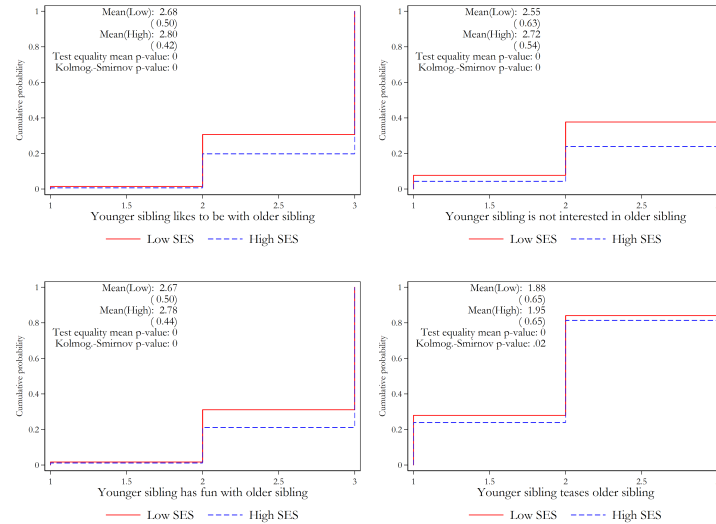 Mean(Low): 2.68
( 0.50)
Mean(High): 2.80
( 0.42)
Test equality mean p-value: 0
Kolmog.-Smirnov p-value: 0
Cumulative probability
1
0.8
0.6
0.4
0.2
0
1 1.5 2 2.5 3
Younger sibling likes to be with older sibling
Low SES High SES
Mean(Low): 2.55
(0.63)
Mean(High): 2.72
(0.54)
Test equality mean p-value: 0
Kolmog.-Smirnov p-value: 0
Cumulative probability
1
0.8
0.6
0.4
0.2
0
1 1.5 2 2.5
Younger sibling is not interested in older sibling
Low SES High SES
Mean(Low): 2.67
( 0.50)
Mean(High): 2.78
( 0.44)
Test equality mean p-value: 0
Kolmog.-Smirnov p-value: 0
Cumulative probability
1
0.8
0.6
0.4
0.2
0
1 1.5 2 2.5 3
Younger sibling has fun with older sibling
Low SES High SES
Mean(Low): 1.88
(0.65)
Mean(High): 1.95
(0.65)
Test equality mean p-value: 0
Kolmog.-Smirnov p-value: .02
Cumulative probability
1
0.8
0.6
0.4
0.2
0
1 1.5 2 2.5
Younger sibling teases older sibling
Low SES High SES